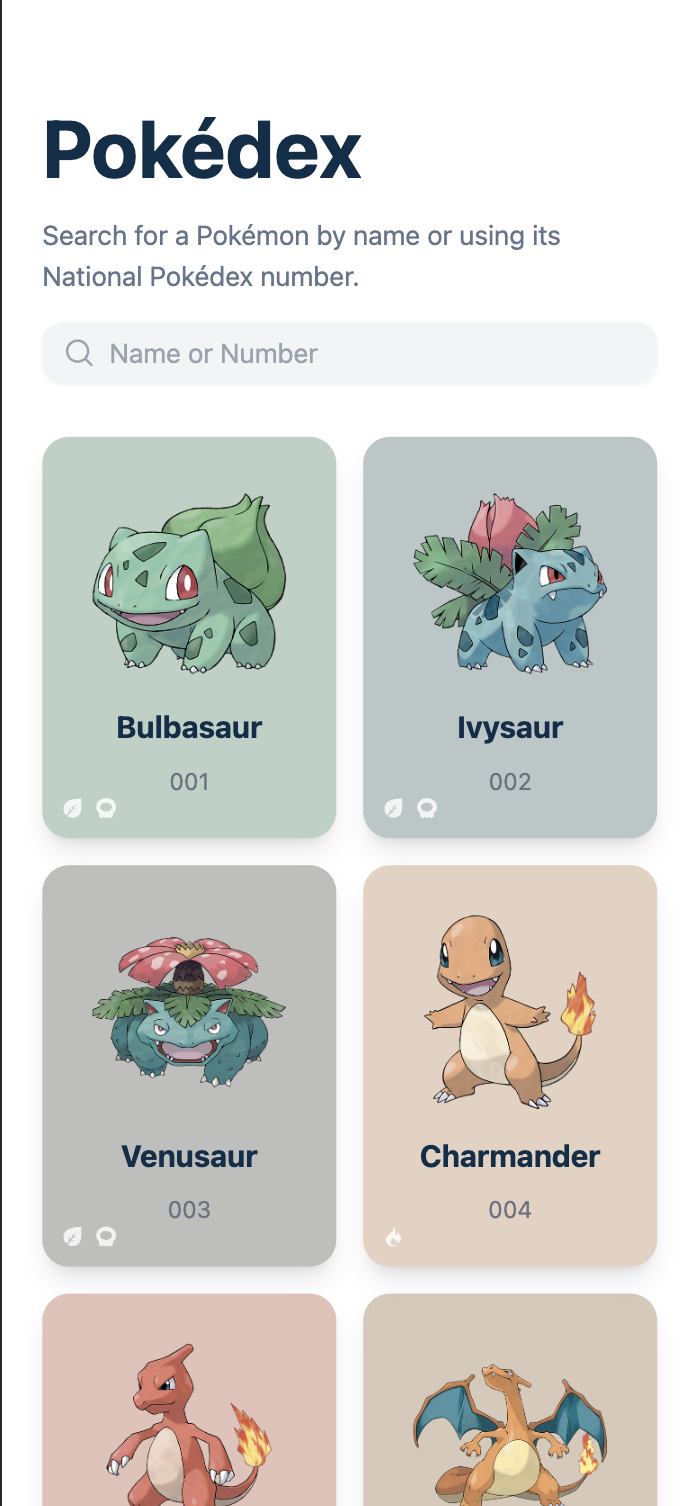 Pokédex
Search for a Pokémon by name or using its
National Pokédex number.
Name or Number
Bulbasaur
001
Ivysaur
002
Venusaur
003
Charmander
004